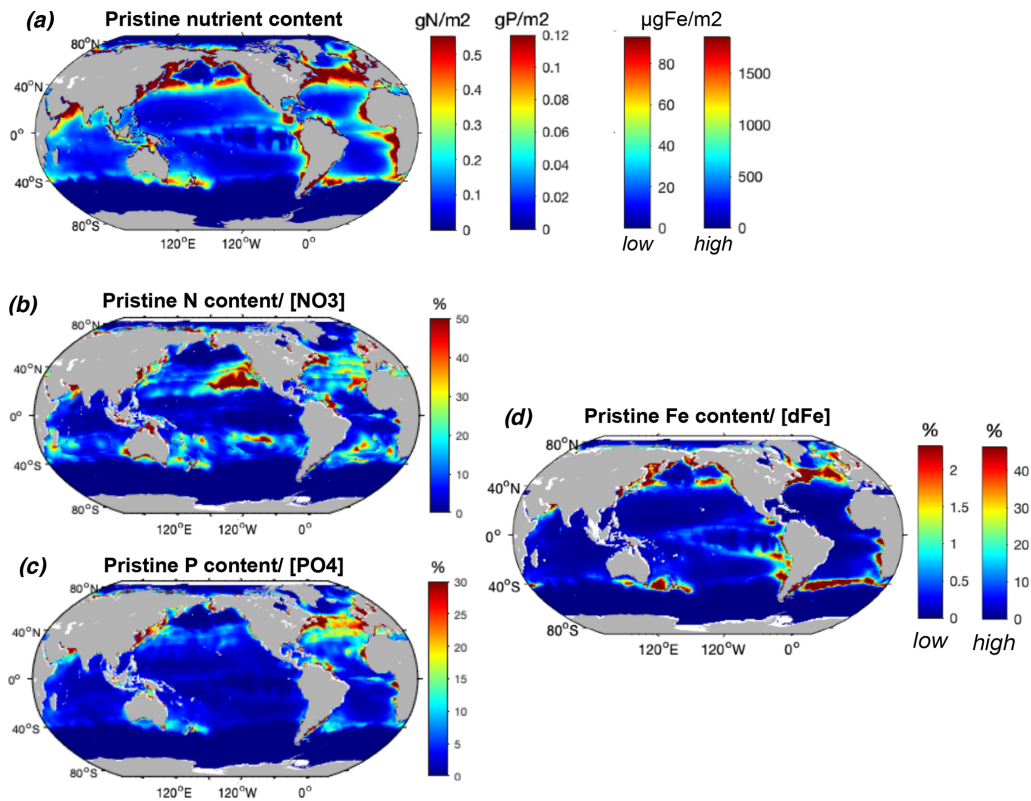 (a) Pristine nutrient content
gN/m2 gP/m2 µgFe/m2
80°N
40°N
0°
40°S
80°S
120°E 120°W 0°
0.5
0.4
0.3
0.2
0.1
0
0.12
0.1
0.08
0.06
0.04
0.02
0
80
60
40
20
0
1500
1000
500
0
low high
(b) Pristine N content/ [NO3]
%
80°N
40°N
0°
40°S
80°S
120°E 120°W 0°
50
40
30
20
10
0
(c) Pristine P content/ [PO4]
%
80°N
40°N
0°
40°S
80°S
120°E 120°W 0°
30
25
20
15
10
5
0
(d) Pristine Fe content/ [dFe]
% %
80°N
40°N
0°
40°S
80°S
120°E 120°W 0°
2
1.5
1
0.5
0
40
30
20
10
0
low high